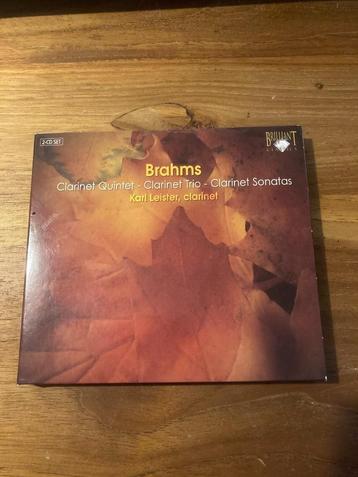 2-CD SET
BRILLIANT
CLASSICS
Brahms
Clarinet Quintet - Clarinet Trio - Clarinet Sonatas
Karl Leister, clarinet